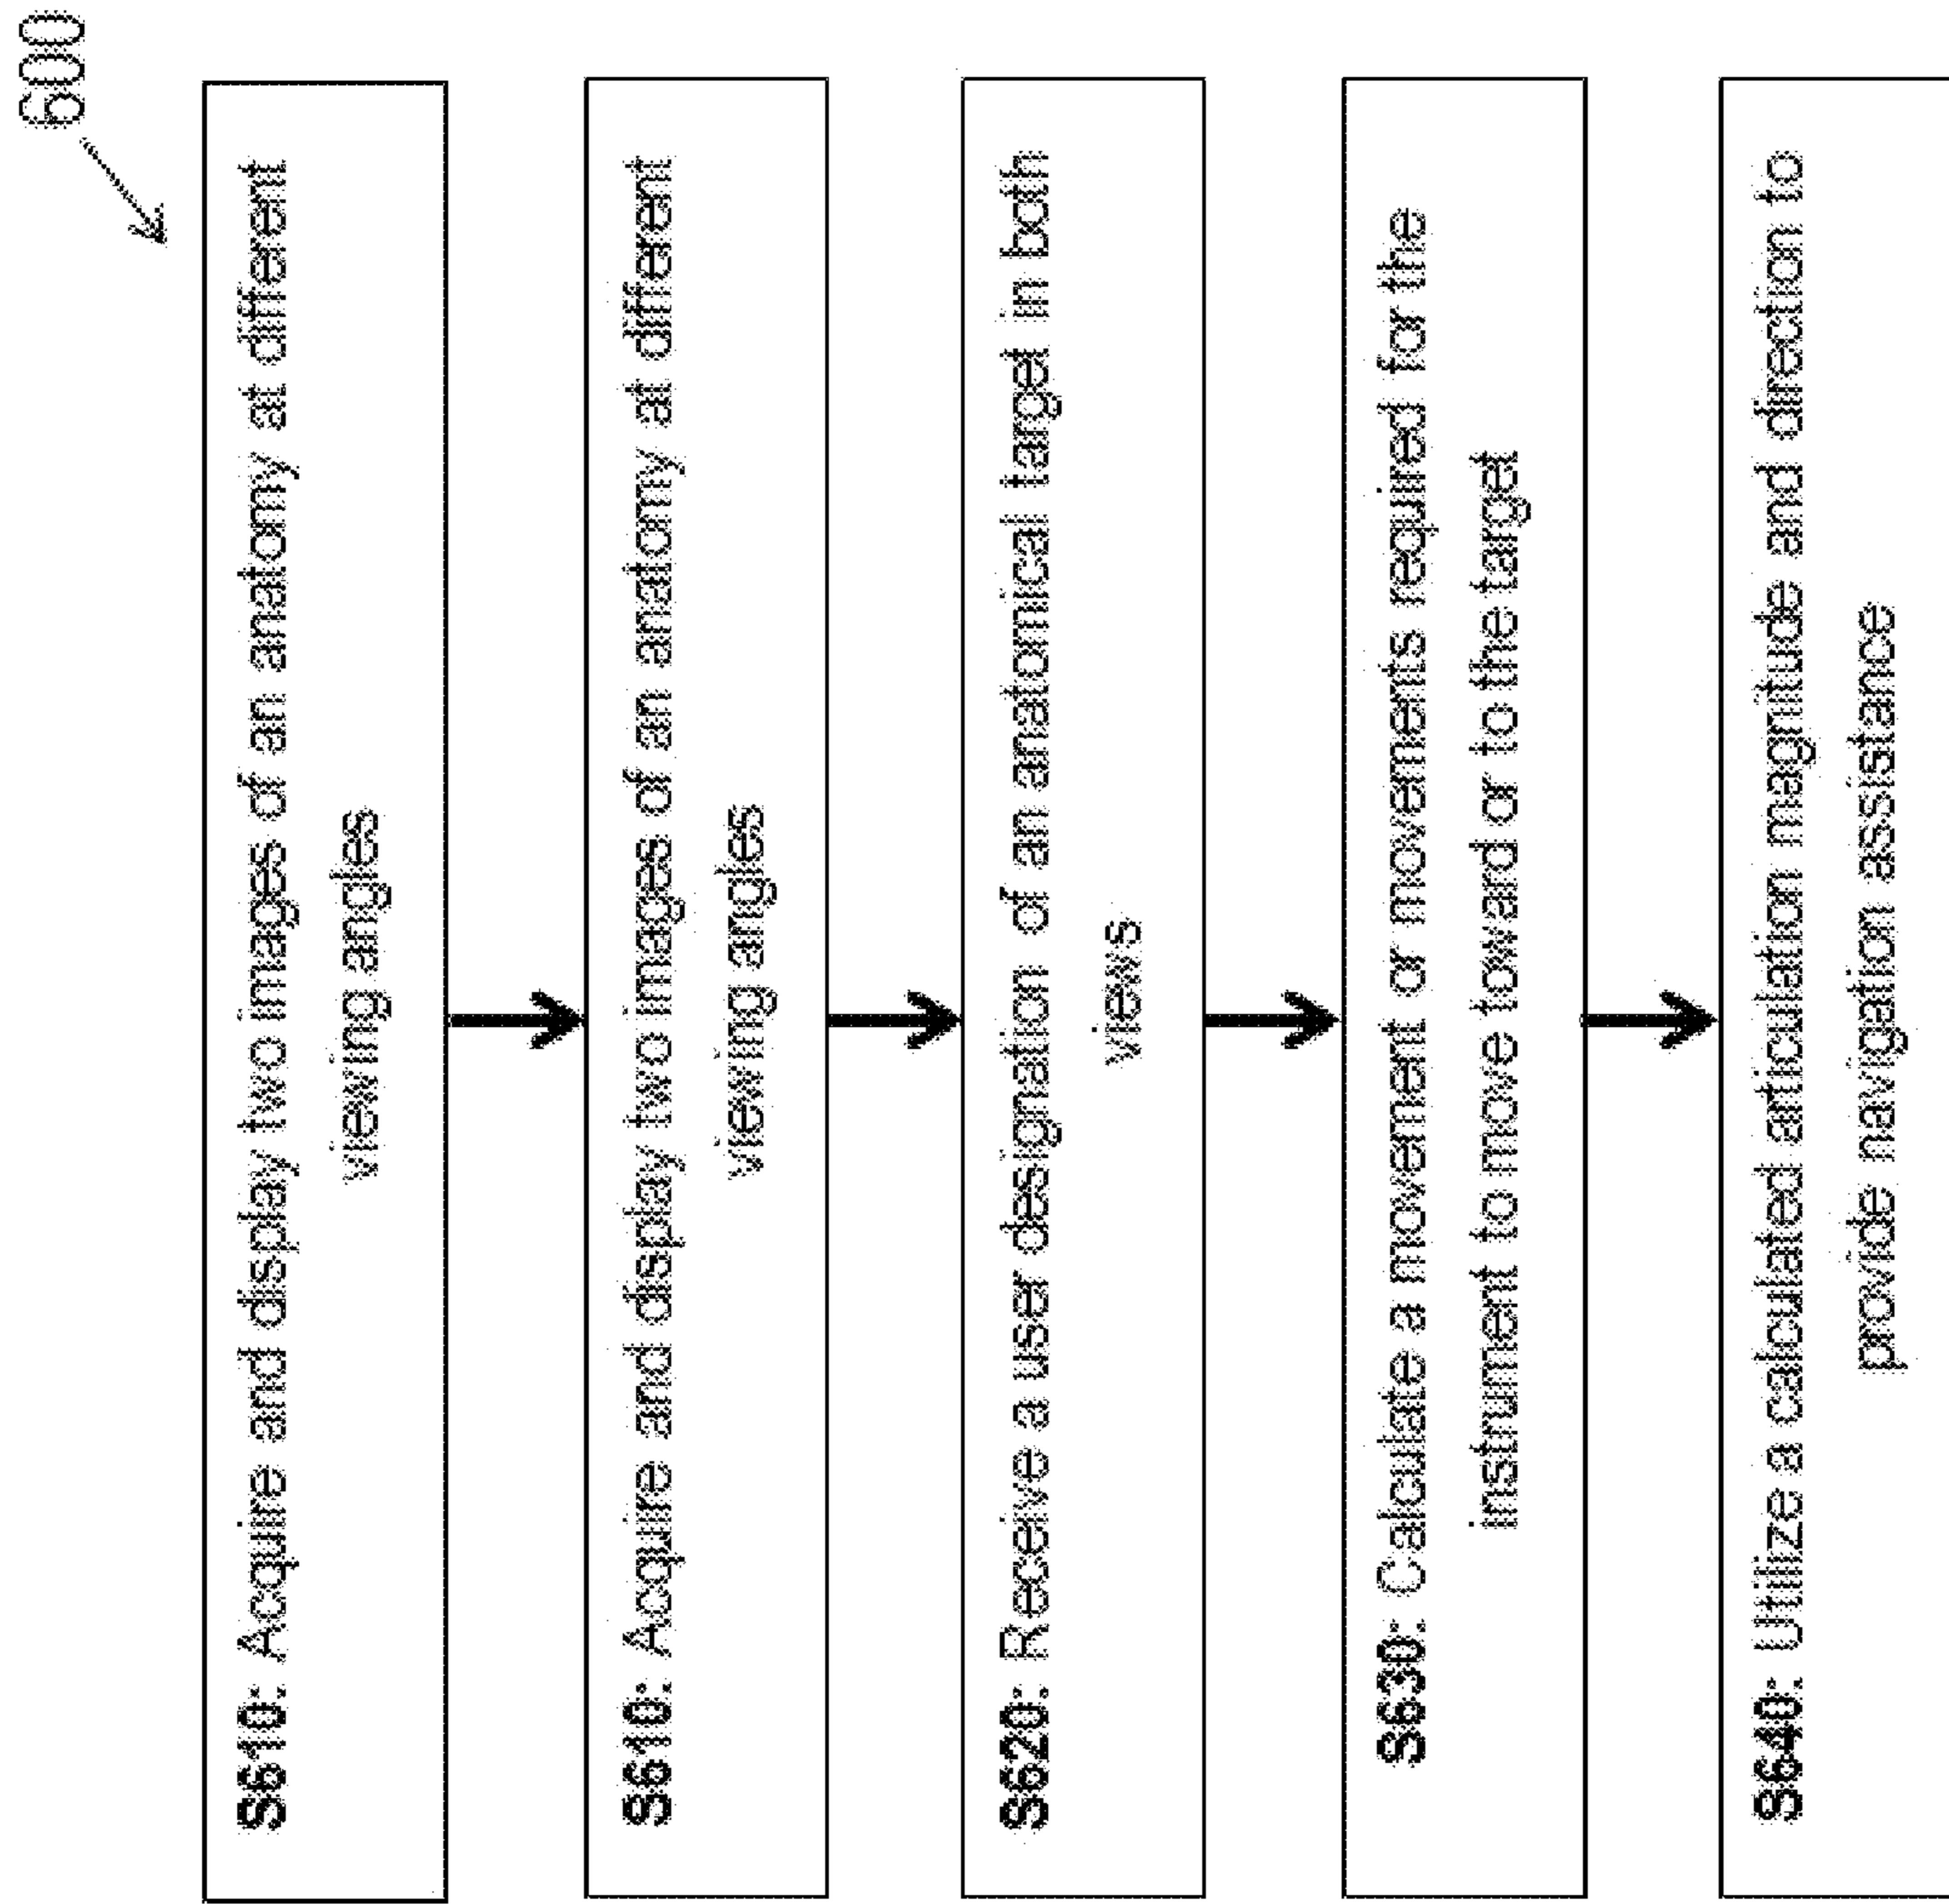 600
S610: Acquire and display two images of an anatomy at different
viewing angles
S610: Acquire and display two images of an anatomy at different
viewing angles
S620: Receive a user designation of an anatomical target in both
views
S630: Calculate a movement or movements required for the
instrument to move toward or to the target
S640: Utilize a calculated articulation magnitude and direction to
provide navigation assistance